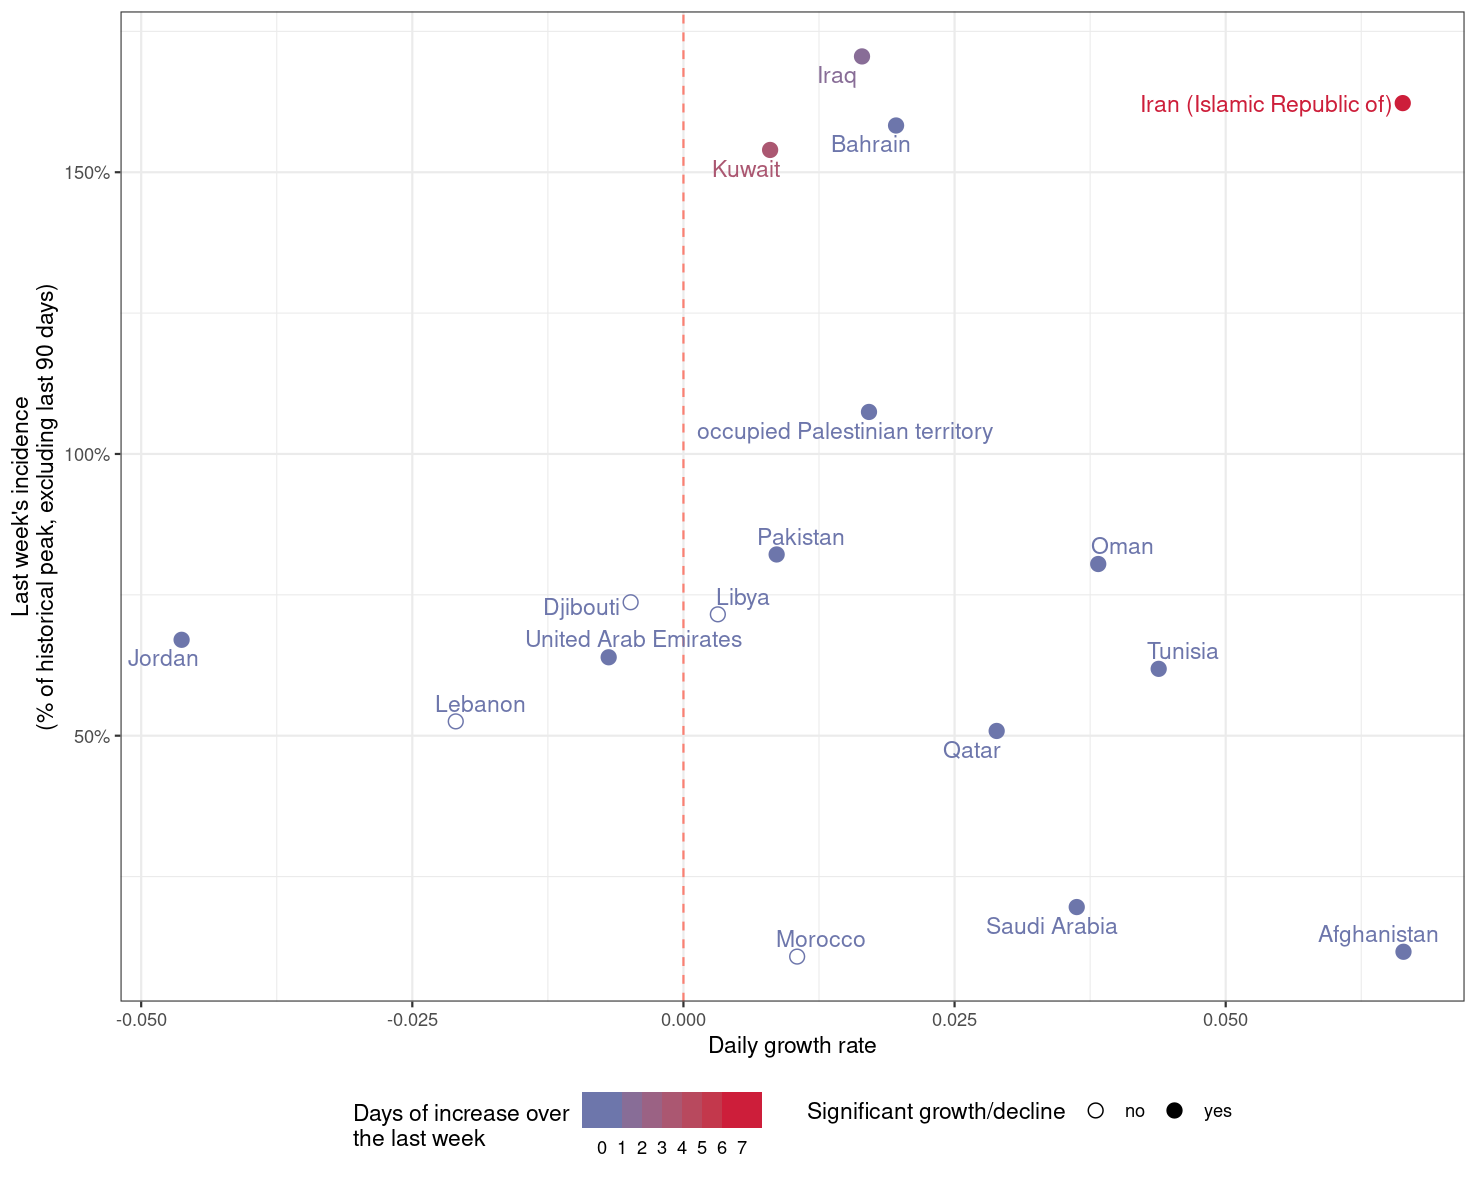 Last week's incidence
(% of historical peak, excluding last 90 days)
150%
100%
50%
Iraq
Iran (Islamic Republic of)
Bahrain
Kuwait
occupied Palestinian territory
Pakistan
Oman
Djibouti
Libya
United Arab Emirates
Jordan
Tunisia
Lebanon
Qatar
Saudi Arabia
Morocco
Afghanistan
-0.050 -0.025 0.000 0.025 0.050
Daily growth rate
Days of increase over
the last week
0 1 2 3 4 5 6 7
Significant growth/decline no yes